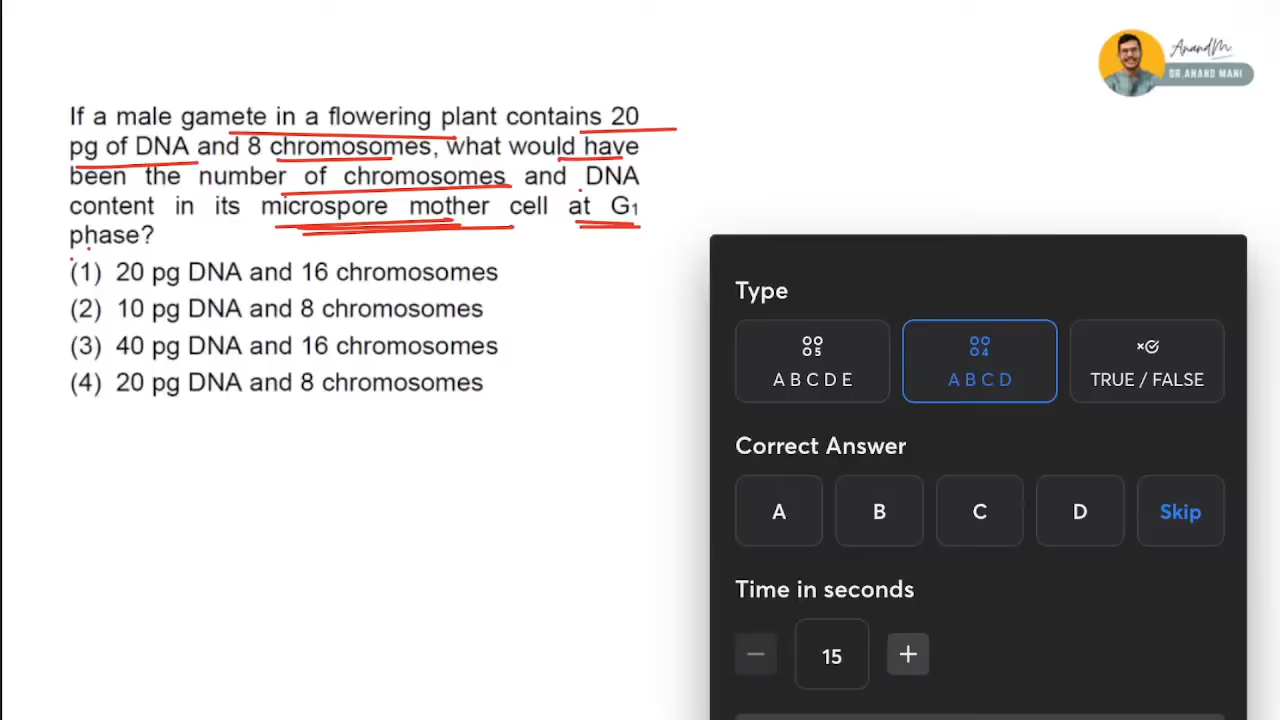 AnandM.
DR.ANAND MANI
If a male gamete in a flowering plant contains 20
pg of DNA and 8 chromosomes, what would have
been the number of chromosomes and DNA
content in its microspore mother cell at G1
phase?
(1) 20 pg DNA and 16 chromosomes
(2) 10 pg DNA and 8 chromosomes
(3) 40 pg DNA and 16 chromosomes
(4) 20 pg DNA and 8 chromosomes
Type
5
A B C D E
4
A B C D
TRUE / FALSE
Correct Answer
A B C D Skip
Time in seconds
− 15 +